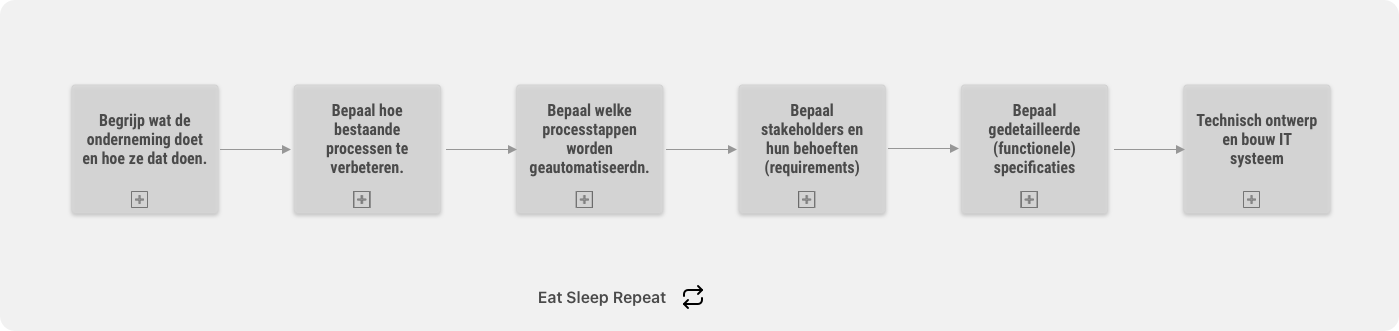 Begrijp wat de
onderneming doet
en hoe ze dat doen.
Bepaal hoe
bestaande
processen te
verbeteren.
Bepaal welke
processtappen
worden
geautomatiseerdn.
Bepaal
stakeholders en
hun behoeften
(requirements)
Bepaal
gedetailleerde
(functionele)
specificaties
Technisch ontwerp
en bouw IT
systeem
Eat Sleep Repeat